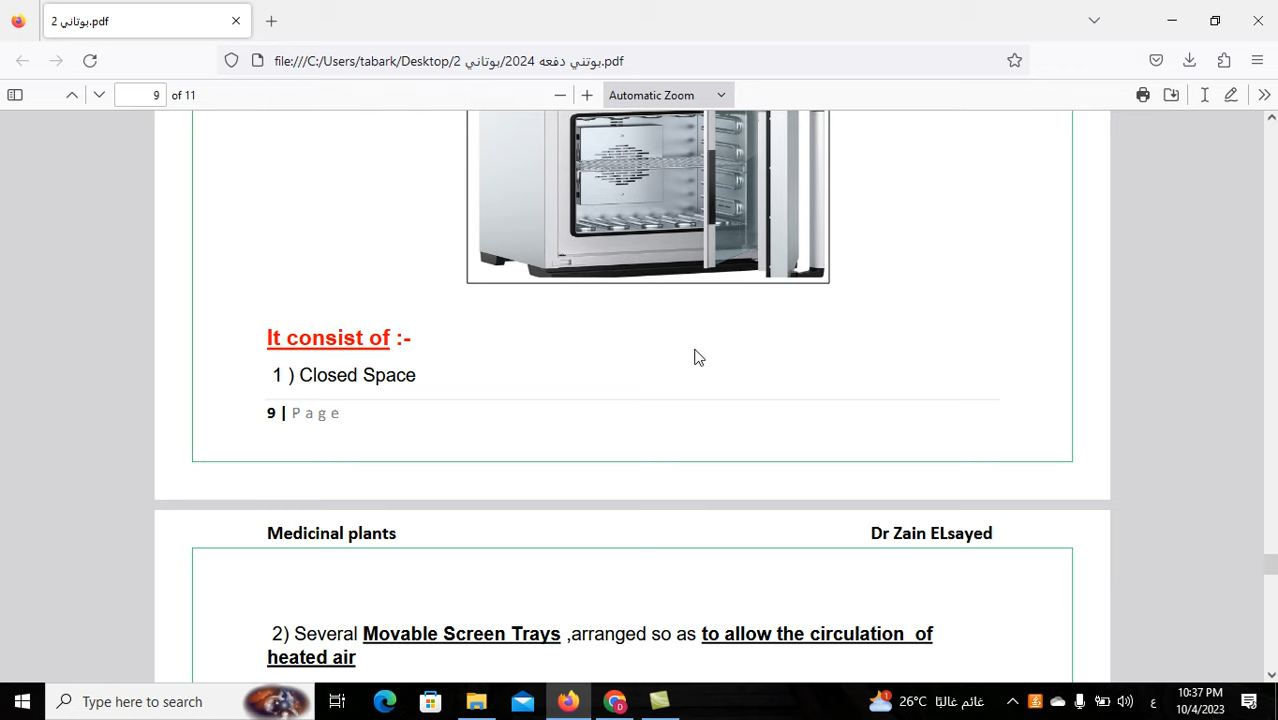 بوتاني 2.pdf
file:///C:/Users/tabark/Desktop/بوتني دفعه 2024/بوتاني 2.pdf
9 of 11
Automatic Zoom
It consist of :-
1 ) Closed Space
9 | P a g e
Medicinal plants
Dr Zain ELsayed
2) Several Movable Screen Trays ,arranged so as to allow the circulation of
heated air
Type here to search
1
D
26°C غائم غالبًا
ع
10:37 PM
10/4/2023